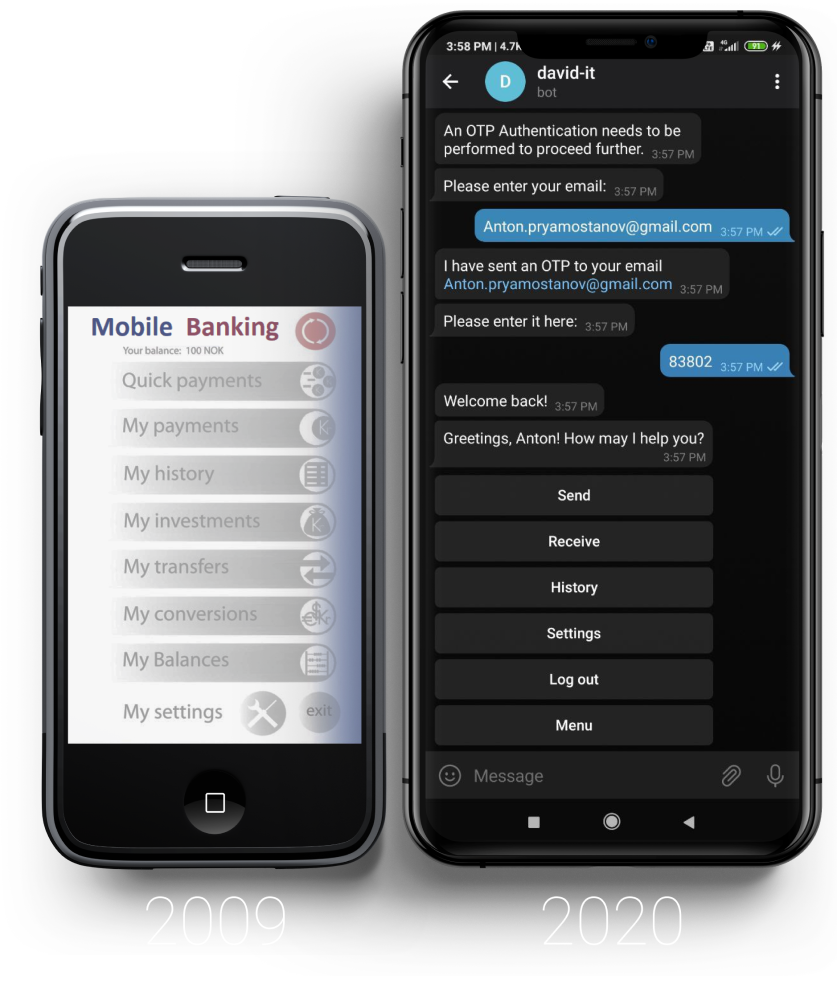 Mobile Banking
Your balance: 100 NOK
Quick payments
My payments
My history
My investments
My transfers
My conversions
My Balances
My settings
exit
2009
3:58 PM | 4.7K
4G
91
D
david-it
bot
An OTP Authentication needs to be
performed to proceed further. 3:57 PM
Please enter your email: 3:57 PM
Anton.pryamostanov@gmail.com 3:57 PM
I have sent an OTP to your email
Anton.pryamostanov@gmail.com 3:57 PM
Please enter it here: 3:57 PM
83802 3:57 PM
Welcome back! 3:57 PM
Greetings, Anton! How may I help you?
3:57 PM
Send
Receive
History
Settings
Log out
Menu
Message
2020